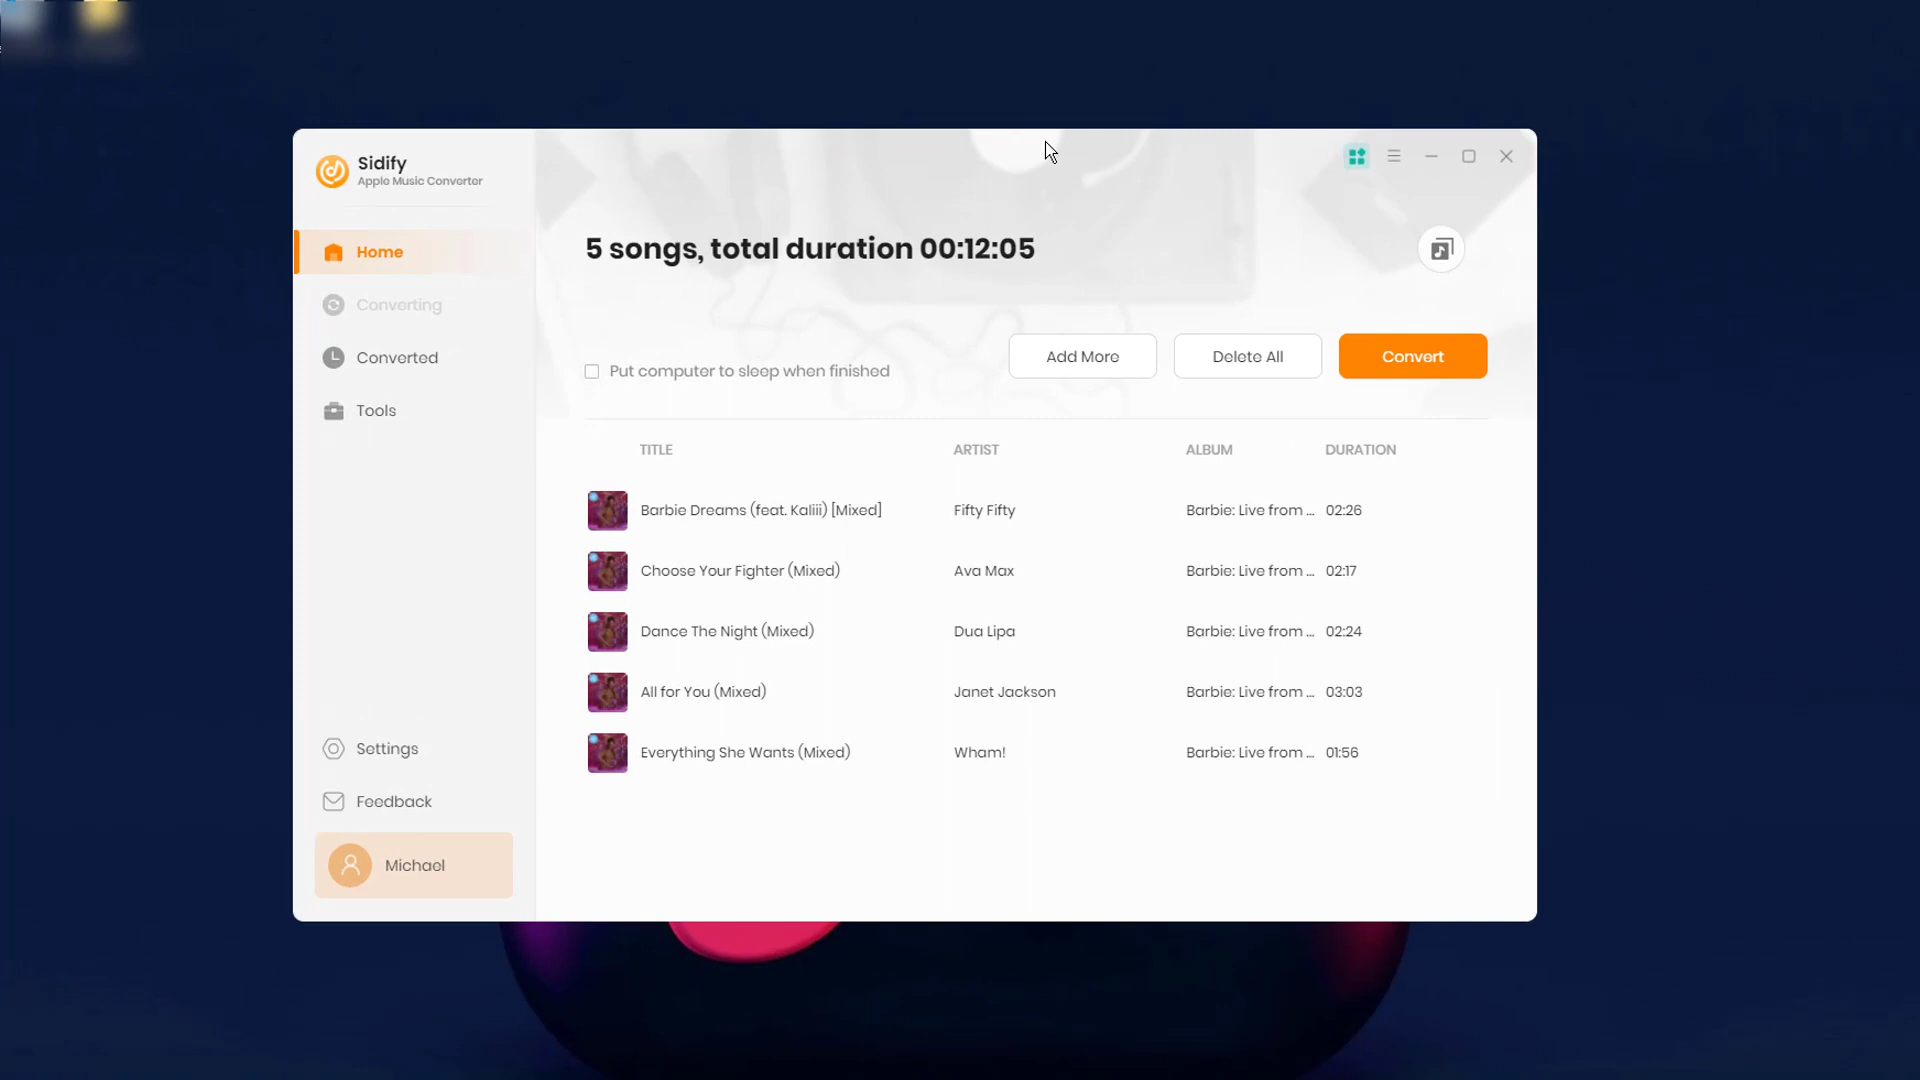 Sidify
Apple Music Converter
Home
Converting
Converted
Tools
Settings
Feedback
Michael
5 songs, total duration 00:12:05
Put computer to sleep when finished
Add More
Delete All
Convert
TITLE ARTIST ALBUM DURATION
Barbie Dreams (feat. Kaliii) [Mixed] Fifty Fifty Barbie: Live from ... 02:26
Choose Your Fighter (Mixed) Ava Max Barbie: Live from ... 02:17
Dance The Night (Mixed) Dua Lipa Barbie: Live from ... 02:24
All for You (Mixed) Janet Jackson Barbie: Live from ... 03:03
Everything She Wants (Mixed) Wham! Barbie: Live from ... 01:56